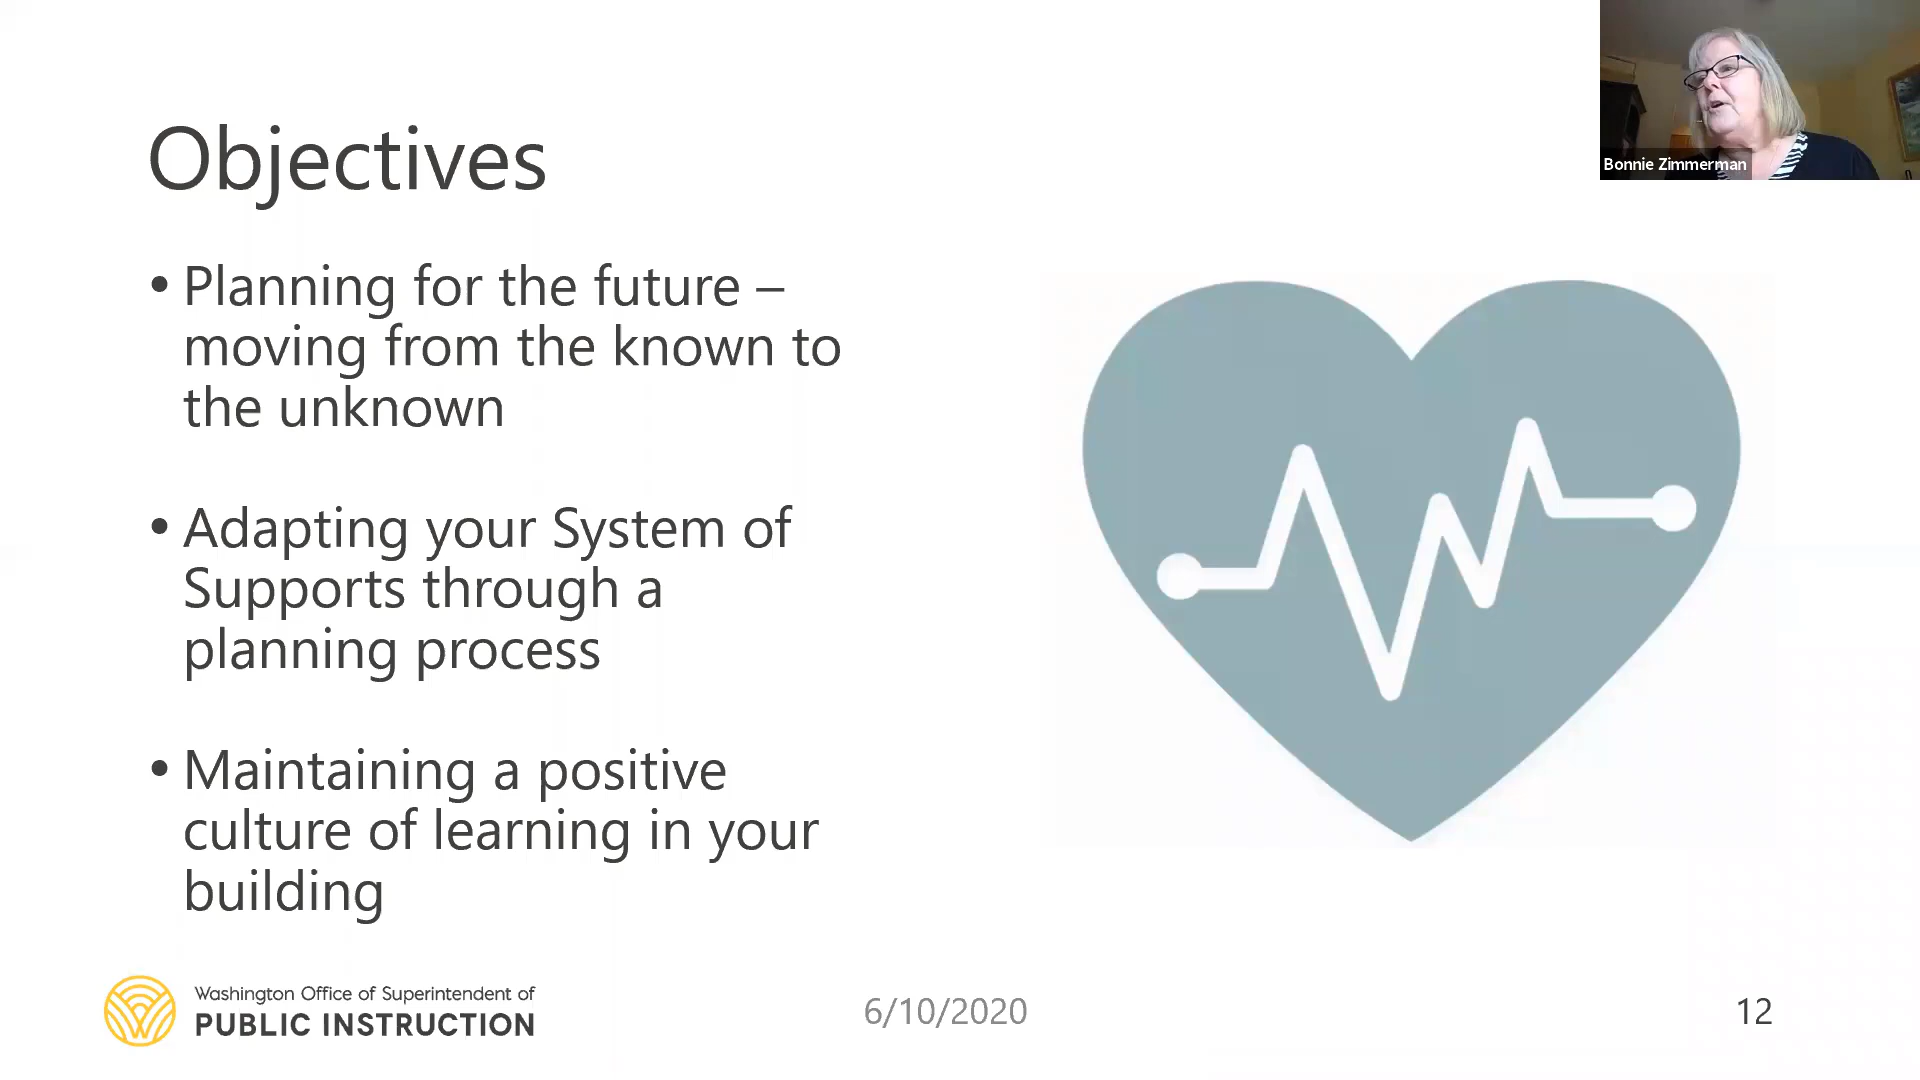 Bonnie Zimmerman
Objectives
• Planning for the future –
moving from the known to
the unknown
• Adapting your System of
Supports through a
planning process
• Maintaining a positive
culture of learning in your
building
Washington Office of Superintendent of
PUBLIC INSTRUCTION
6/10/2020
12